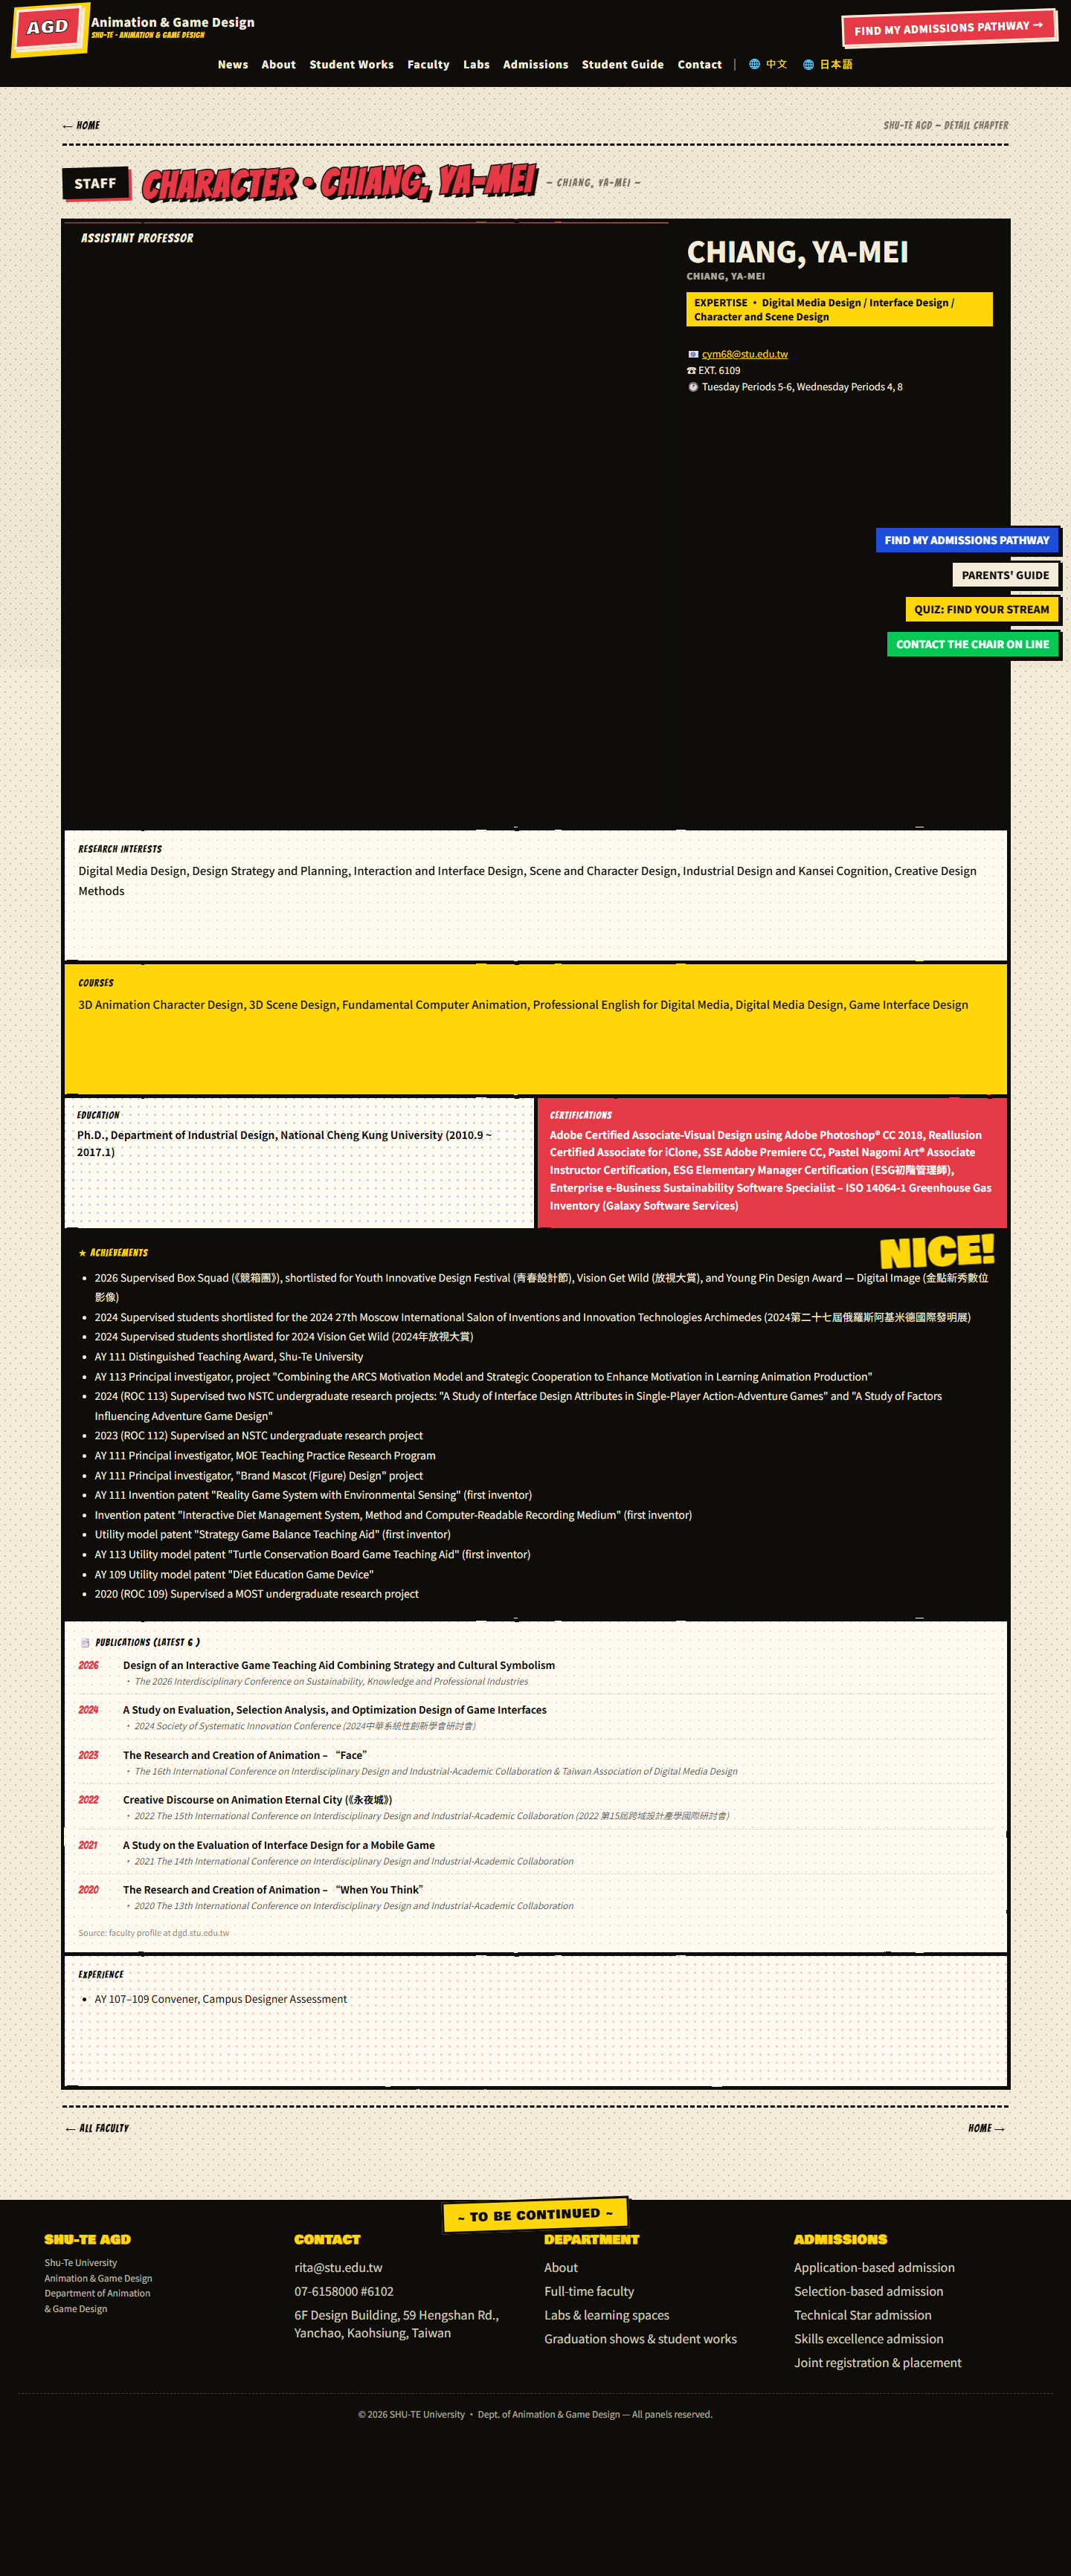 AGD
Animation & Game Design
SHU-TE · ANIMATION & GAME DESIGN
FIND MY ADMISSIONS PATHWAY →
News About Student Works Faculty Labs Admissions Student Guide Contact | 🌐 中文 🌐 日本語
← HOME
SHU-TE AGD — DETAIL CHAPTER
STAFF
CHARACTER • CHIANG, YA-MEI
— CHIANG, YA-MEI —
ASSISTANT PROFESSOR
CHIANG, YA-MEI
CHIANG, YA-MEI
EXPERTISE ・ Digital Media Design / Interface Design /
Character and Scene Design
📧 cym68@stu.edu.tw
☎ EXT. 6109
🕐 Tuesday Periods 5-6, Wednesday Periods 4, 8
FIND MY ADMISSIONS PATHWAY
PARENTS' GUIDE
QUIZ: FIND YOUR STREAM
CONTACT THE CHAIR ON LINE
RESEARCH INTERESTS
Digital Media Design, Design Strategy and Planning, Interaction and Interface Design, Scene and Character Design, Industrial Design and Kansei Cognition, Creative Design
Methods
COURSES
3D Animation Character Design, 3D Scene Design, Fundamental Computer Animation, Professional English for Digital Media, Digital Media Design, Game Interface Design
EDUCATION
Ph.D., Department of Industrial Design, National Cheng Kung University (2010.9 ~
2017.1)
CERTIFICATIONS
Adobe Certified Associate-Visual Design using Adobe Photoshop® CC 2018, Reallusion
Certified Associate for iClone, SSE Adobe Premiere CC, Pastel Nagomi Art® Associate
Instructor Certification, ESG Elementary Manager Certification (ESG初階管理師),
Enterprise e-Business Sustainability Software Specialist – ISO 14064-1 Greenhouse Gas
Inventory (Galaxy Software Services)
★ ACHIEVEMENTS
NICE!
• 2026 Supervised Box Squad (《競箱團》), shortlisted for Youth Innovative Design Festival (青春設計節), Vision Get Wild (放視大賞), and Young Pin Design Award — Digital Image (金點新秀數位
影像)
• 2024 Supervised students shortlisted for the 2024 27th Moscow International Salon of Inventions and Innovation Technologies Archimedes (2024第二十七屆俄羅斯阿基米德國際發明展)
• 2024 Supervised students shortlisted for 2024 Vision Get Wild (2024年放視大賞)
• AY 111 Distinguished Teaching Award, Shu-Te University
• AY 113 Principal investigator, project "Combining the ARCS Motivation Model and Strategic Cooperation to Enhance Motivation in Learning Animation Production"
• 2024 (ROC 113) Supervised two NSTC undergraduate research projects: "A Study of Interface Design Attributes in Single-Player Action-Adventure Games" and "A Study of Factors
Influencing Adventure Game Design"
• 2023 (ROC 112) Supervised an NSTC undergraduate research project
• AY 111 Principal investigator, MOE Teaching Practice Research Program
• AY 111 Principal investigator, "Brand Mascot (Figure) Design" project
• AY 111 Invention patent "Reality Game System with Environmental Sensing" (first inventor)
• Invention patent "Interactive Diet Management System, Method and Computer-Readable Recording Medium" (first inventor)
• Utility model patent "Strategy Game Balance Teaching Aid" (first inventor)
• AY 113 Utility model patent "Turtle Conservation Board Game Teaching Aid" (first inventor)
• AY 109 Utility model patent "Diet Education Game Device"
• 2020 (ROC 109) Supervised a MOST undergraduate research project
PUBLICATIONS (LATEST 6 )
2026 Design of an Interactive Game Teaching Aid Combining Strategy and Cultural Symbolism
・ The 2026 Interdisciplinary Conference on Sustainability, Knowledge and Professional Industries
2024 A Study on Evaluation, Selection Analysis, and Optimization Design of Game Interfaces
・ 2024 Society of Systematic Innovation Conference (2024中華系統性創新學會研討會)
2023 The Research and Creation of Animation – “Face”
・ The 16th International Conference on Interdisciplinary Design and Industrial-Academic Collaboration & Taiwan Association of Digital Media Design
2022 Creative Discourse on Animation Eternal City (《永夜城》)
・ 2022 The 15th International Conference on Interdisciplinary Design and Industrial-Academic Collaboration (2022 第15屆跨域設計產學國際研討會)
2021 A Study on the Evaluation of Interface Design for a Mobile Game
・ 2021 The 14th International Conference on Interdisciplinary Design and Industrial-Academic Collaboration
2020 The Research and Creation of Animation – “When You Think”
・ 2020 The 13th International Conference on Interdisciplinary Design and Industrial-Academic Collaboration
Source: faculty profile at dgd.stu.edu.tw
EXPERIENCE
• AY 107–109 Convener, Campus Designer Assessment
← ALL FACULTY
HOME →
~ TO BE CONTINUED ~
SHU-TE AGD
Shu-Te University
Animation & Game Design
Department of Animation
& Game Design
CONTACT
rita@stu.edu.tw
07-6158000 #6102
6F Design Building, 59 Hengshan Rd.,
Yanchao, Kaohsiung, Taiwan
DEPARTMENT
About
Full-time faculty
Labs & learning spaces
Graduation shows & student works
ADMISSIONS
Application-based admission
Selection-based admission
Technical Star admission
Skills excellence admission
Joint registration & placement
© 2026 SHU-TE University ・ Dept. of Animation & Game Design — All panels reserved.